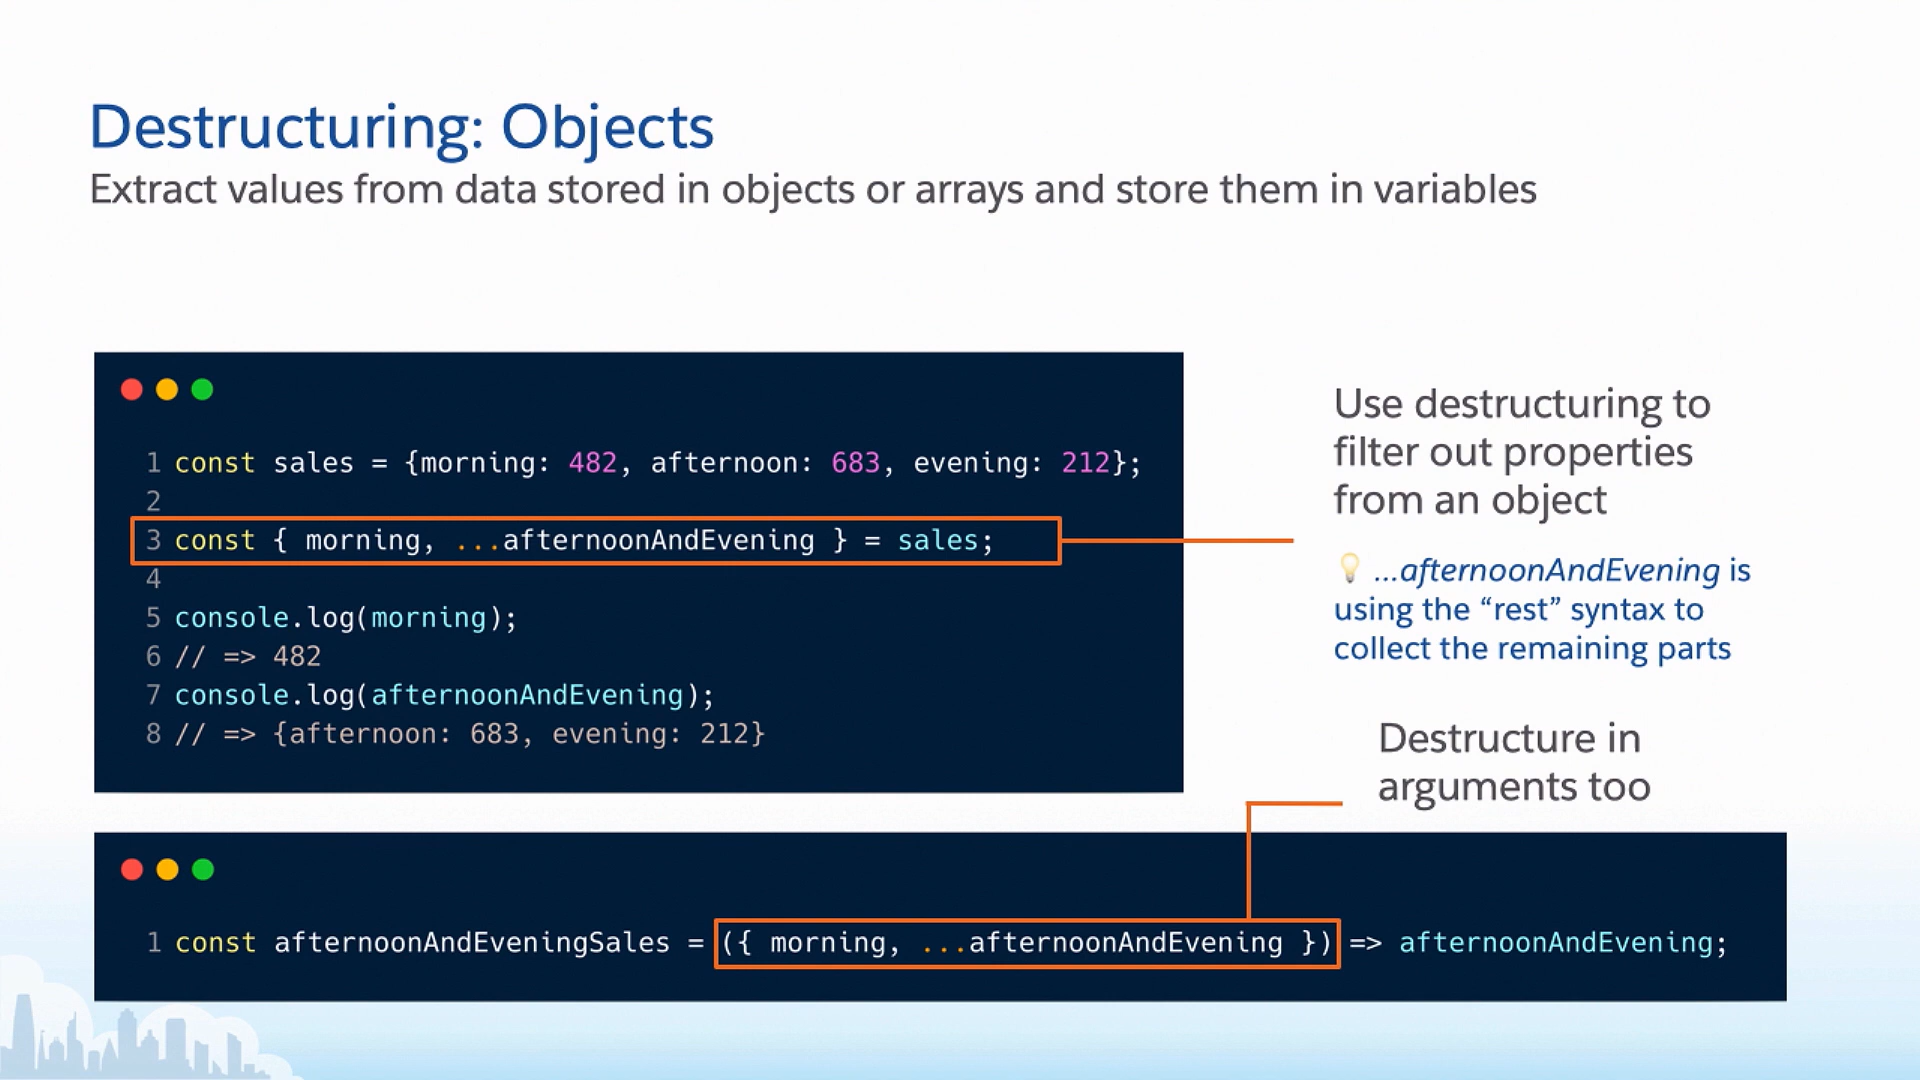 Destructuring: Objects
Extract values from data stored in objects or arrays and store them in variables
1 const sales = {morning: 482, afternoon: 683, evening: 212};
2
3 const { morning, ...afternoonAndEvening } = sales;
4
5 console.log(morning);
6 // => 482
7 console.log(afternoonAndEvening);
8 // => {afternoon: 683, evening: 212}
Use destructuring to
filter out properties
from an object
💡 ...afternoonAndEvening is
using the “rest” syntax to
collect the remaining parts
Destructure in
arguments too
1 const afternoonAndEveningSales = ({ morning, ...afternoonAndEvening }) => afternoonAndEvening;